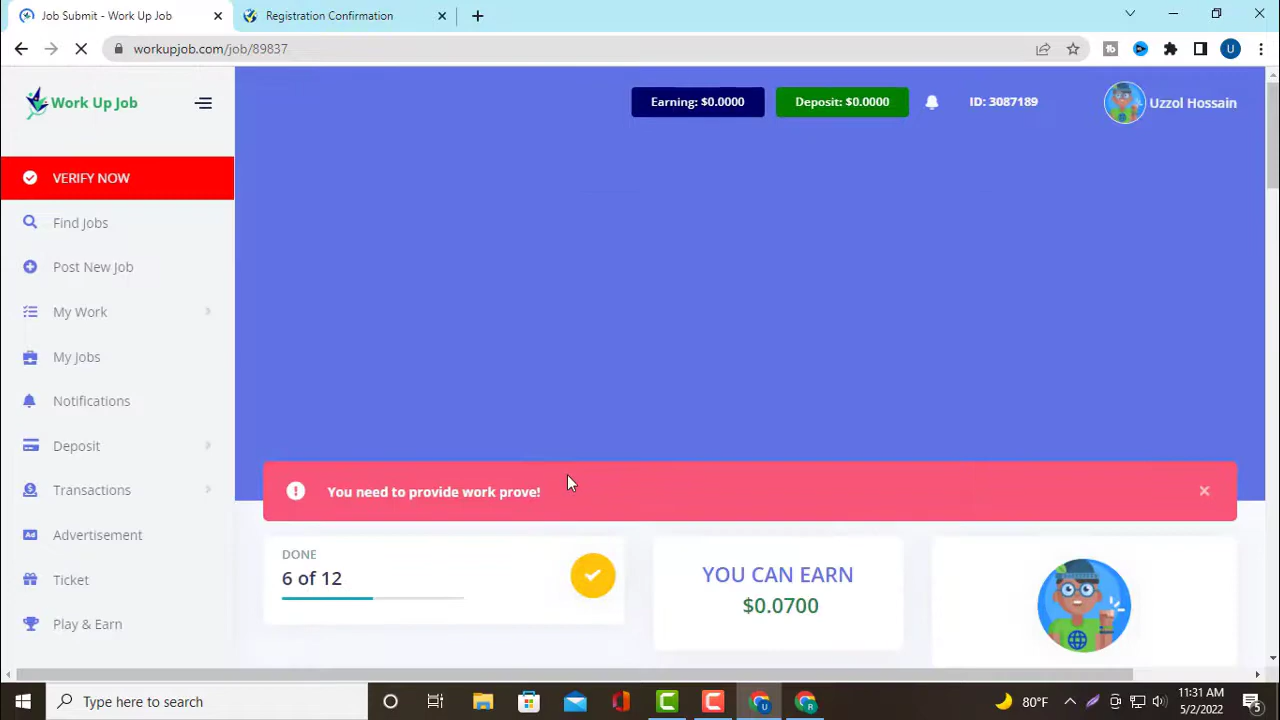 Job Submit - Work Up Job
Registration Confirmation
workupjob.com/job/89837
U
Work Up Job
Earning: $0.0000
Deposit: $0.0000
ID: 3087189
Uzzol Hossain
VERIFY NOW
Find Jobs
Post New Job
My Work
My Jobs
Notifications
Deposit
Transactions
Ad
Advertisement
Ticket
Play & Earn
You need to provide work prove!
DONE
6 of 12
YOU CAN EARN
$0.0700
Type here to search
U
R
80°F
11:31 AM
5/2/2022
5